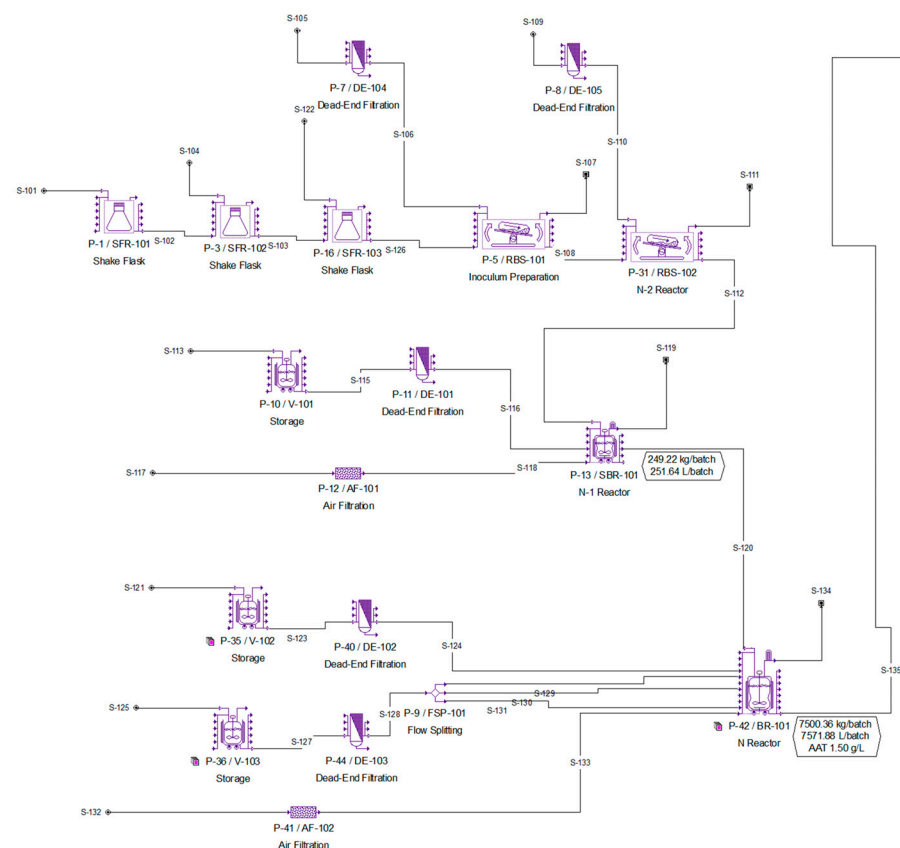 S-105
S-109
P-7 / DE-104
Dead-End Filtration
P-8 / DE-105
Dead-End Filtration
S-122
S-106
S-110
S-104
S-107
S-111
S-101
S-102
P-1 / SFR-101
Shake Flask
P-3 / SFR-102
Shake Flask
S-103
P-16 / SFR-103
Shake Flask
S-126
P-5 / RBS-101
Inoculum Preparation
S-108
P-31 / RBS-102
N-2 Reactor
S-112
S-113
S-119
S-115
P-10 / V-101
Storage
P-11 / DE-101
Dead-End Filtration
S-116
S-117
S-118
P-12 / AF-101
Air Filtration
P-13 / SBR-101
N-1 Reactor
249.22 kg/batch
251.64 L/batch
S-120
S-121
S-134
S-123
P-35 / V-102
Storage
P-40 / DE-102
Dead-End Filtration
S-124
S-135
S-125
S-128
S-129
S-130
S-131
P-9 / FSP-101
Flow Splitting
S-127
P-36 / V-103
Storage
P-44 / DE-103
Dead-End Filtration
P-42 / BR-101
N Reactor
7500.36 kg/batch
7571.88 L/batch
AAT 1.50 g/L
S-133
S-132
P-41 / AF-102
Air Filtration